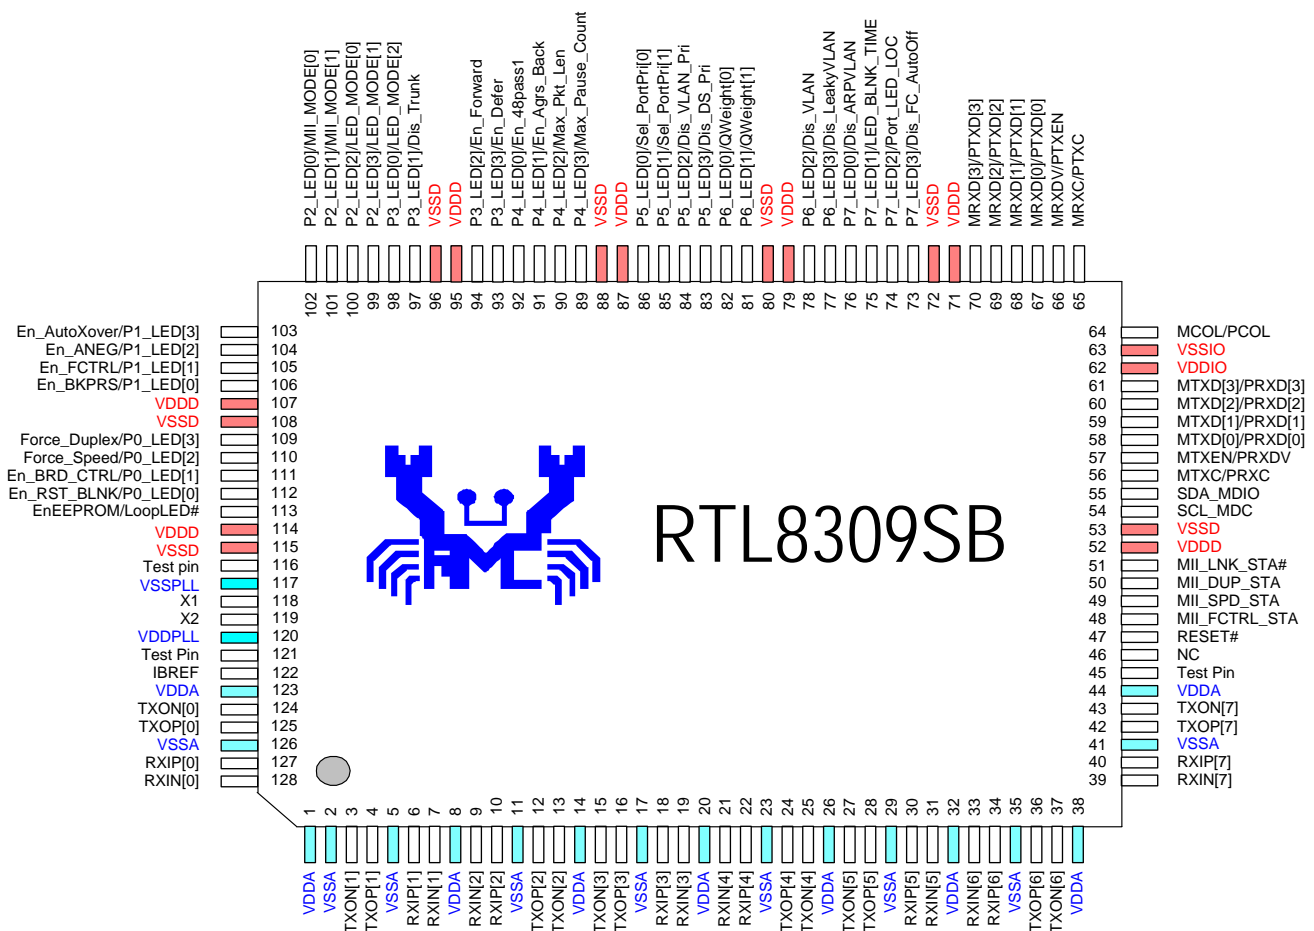 P2_LED[0]/MII_MODE[0]
P2_LED[1]/MII_MODE[1]
P2_LED[2]/LED_MODE[0]
P2_LED[3]/LED_MODE[1]
P3_LED[0]/LED_MODE[2]
P3_LED[1]/Dis_Trunk
VSSD
VDDD
P3_LED[2]/En_Forward
P3_LED[3]/En_Defer
P4_LED[0]/En_48pass1
P4_LED[1]/En_Agrs_Back
P4_LED[2]/Max_Pkt_Len
P4_LED[3]/Max_Pause_Count
VSSD
VDDD
P5_LED[0]/Sel_PortPri[0]
P5_LED[1]/Sel_PortPri[1]
P5_LED[2]/Dis_VLAN_Pri
P5_LED[3]/Dis_DS_Pri
P6_LED[0]/QWeight[0]
P6_LED[1]/QWeight[1]
VSSD
VDDD
P6_LED[2]/Dis_VLAN
P6_LED[3]/Dis_LeakyVLAN
P7_LED[0]/Dis_ARPVLAN
P7_LED[1]/LED_BLNK_TIME
P7_LED[2]/Port_LED_LOC
P7_LED[3]/Dis_FC_AutoOff
VSSD
VDDD
MRXD[3]/PTXD[3]
MRXD[2]/PTXD[2]
MRXD[1]/PTXD[1]
MRXD[0]/PTXD[0]
MRXDV/PTXEN
MRXC/PTXC
102
101
100
99
98
97
96
95
94
93
92
91
90
89
88
87
86
85
84
83
82
81
80
79
78
77
76
75
74
73
72
71
70
69
68
67
66
65
En_AutoXover/P1_LED[3] 103
En_ANEG/P1_LED[2] 104
En_FCTRL/P1_LED[1] 105
En_BKPRS/P1_LED[0] 106
VDDD 107
VSSD 108
Force_Duplex/P0_LED[3] 109
Force_Speed/P0_LED[2] 110
En_BRD_CTRL/P0_LED[1] 111
En_RST_BLNK/P0_LED[0] 112
EnEEPROM/LoopLED# 113
VDDD 114
VSSD 115
Test pin 116
VSSPLL 117
X1 118
X2 119
VDDPLL 120
Test Pin 121
IBREF 122
VDDA 123
TXON[0] 124
TXOP[0] 125
VSSA 126
RXIP[0] 127
RXIN[0] 128
RTL8309SB
64 MCOL/PCOL
63 VSSIO
62 VDDIO
61 MTXD[3]/PRXD[3]
60 MTXD[2]/PRXD[2]
59 MTXD[1]/PRXD[1]
58 MTXD[0]/PRXD[0]
57 MTXEN/PRXDV
56 MTXC/PRXC
55 SDA_MDIO
54 SCL_MDC
53 VSSD
52 VDDD
51 MII_LNK_STA#
50 MII_DUP_STA
49 MII_SPD_STA
48 MII_FCTRL_STA
47 RESET#
46 NC
45 Test Pin
44 VDDA
43 TXON[7]
42 TXOP[7]
41 VSSA
40 RXIP[7]
39 RXIN[7]
1
2
3
4
5
6
7
8
9
10
11
12
13
14
15
16
17
18
19
20
21
22
23
24
25
26
27
28
29
30
31
32
33
34
35
36
37
38
VDDA
VSSA
TXON[1]
TXOP[1]
VSSA
RXIP[1]
RXIN[1]
VDDA
RXIN[2]
RXIP[2]
VSSA
TXOP[2]
TXON[2]
VDDA
TXON[3]
TXOP[3]
VSSA
RXIP[3]
RXIN[3]
VDDA
RXIN[4]
RXIP[4]
VSSA
TXOP[4]
TXON[4]
VDDA
TXON[5]
TXOP[5]
VSSA
RXIP[5]
RXIN[5]
VDDA
RXIN[6]
RXIP[6]
VSSA
TXOP[6]
TXON[6]
VDDA